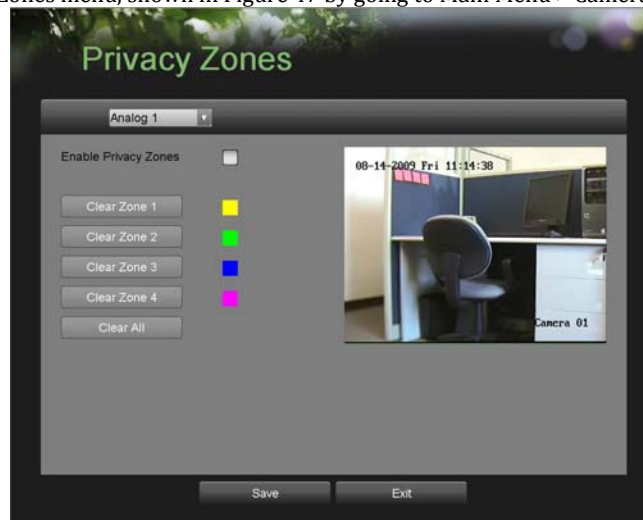 Zones menu, shown in Figure 47 by going to Main Menu > Camera
Privacy Zones
Analog 1
Enable Privacy Zones
08-14-2009 Fri 11:14:38
Clear Zone 1
Clear Zone 2
Clear Zone 3
Clear Zone 4
Clear All
Camera 01
Save
Exit